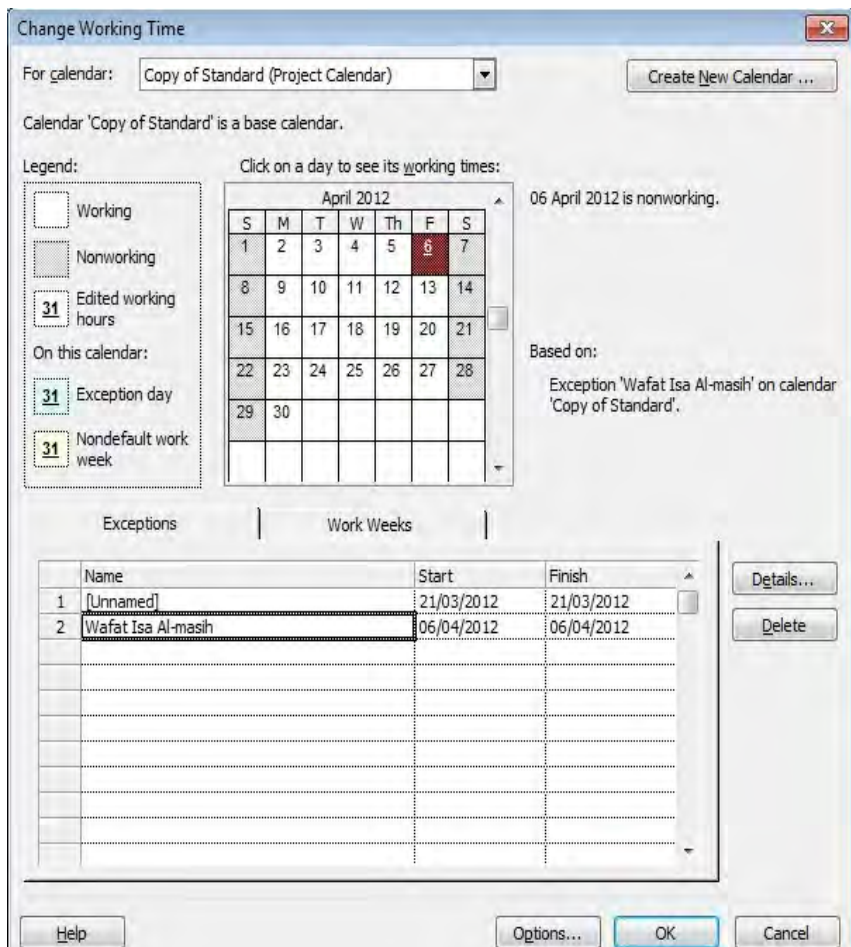 Change Working Time
For calendar: Copy of Standard (Project Calendar) Create New Calendar ...
Calendar 'Copy of Standard' is a base calendar.
Legend:
Working
Nonworking
31 Edited working
hours
On this calendar:
31 Exception day
31 Nondefault work
week
Click on a day to see its working times:
April 2012
S M T W Th F S
1 2 3 4 5 6 7
8 9 10 11 12 13 14
15 16 17 18 19 20 21
22 23 24 25 26 27 28
29 30
06 April 2012 is nonworking.
Based on:
Exception 'Wafat Isa Al-masih' on calendar
'Copy of Standard'.
Exceptions Work Weeks
Name Start Finish
1 [Unnamed] 21/03/2012 21/03/2012
2 Wafat Isa Al-masih 06/04/2012 06/04/2012
Details...
Delete
Help Options... OK Cancel